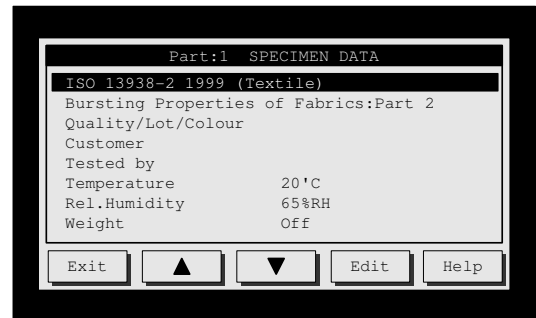 Part:1 SPECIMEN DATA
ISO 13938-2 1999 (Textile)
Bursting Properties of Fabrics:Part 2
Quality/Lot/Colour
Customer
Tested by
Temperature 20'C
Rel.Humidity 65%RH
Weight Off
Exit ▲ ▼ Edit Help